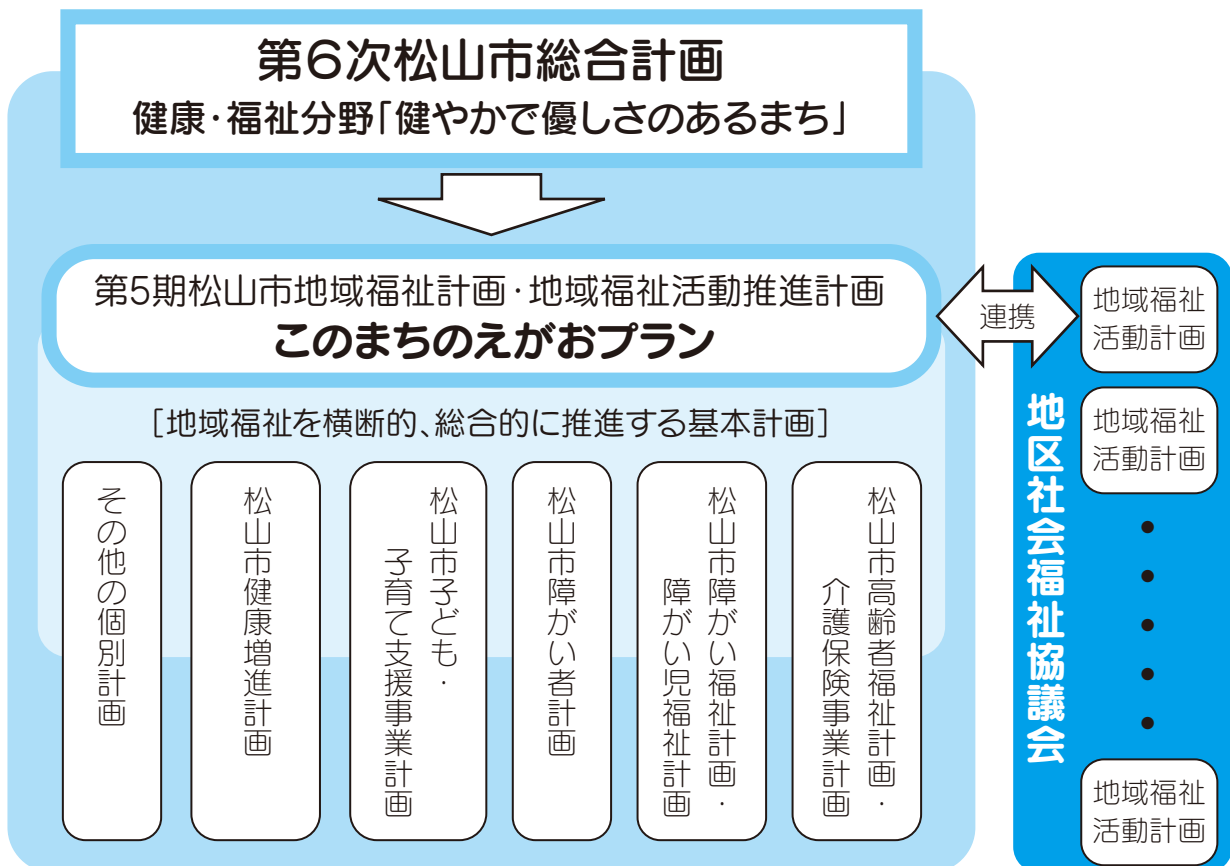 第6次松山市総合計画
健康・福祉分野「健やかで優しさのあるまち」
第5期松山市地域福祉計画・地域福祉活動推進計画
このまちのえがおプラン
[地域福祉を横断的、総合的に推進する基本計画]
松山市高齢者福祉計画・
介護保険事業計画
松山市障がい福祉計画・
障がい児福祉計画
松山市障がい者計画
松山市子ども・
子育て支援事業計画
松山市健康増進計画
その他の個別計画
連携
地区社会福祉協議会
地域福祉
活動計画
地域福祉
活動計画
地域福祉
活動計画